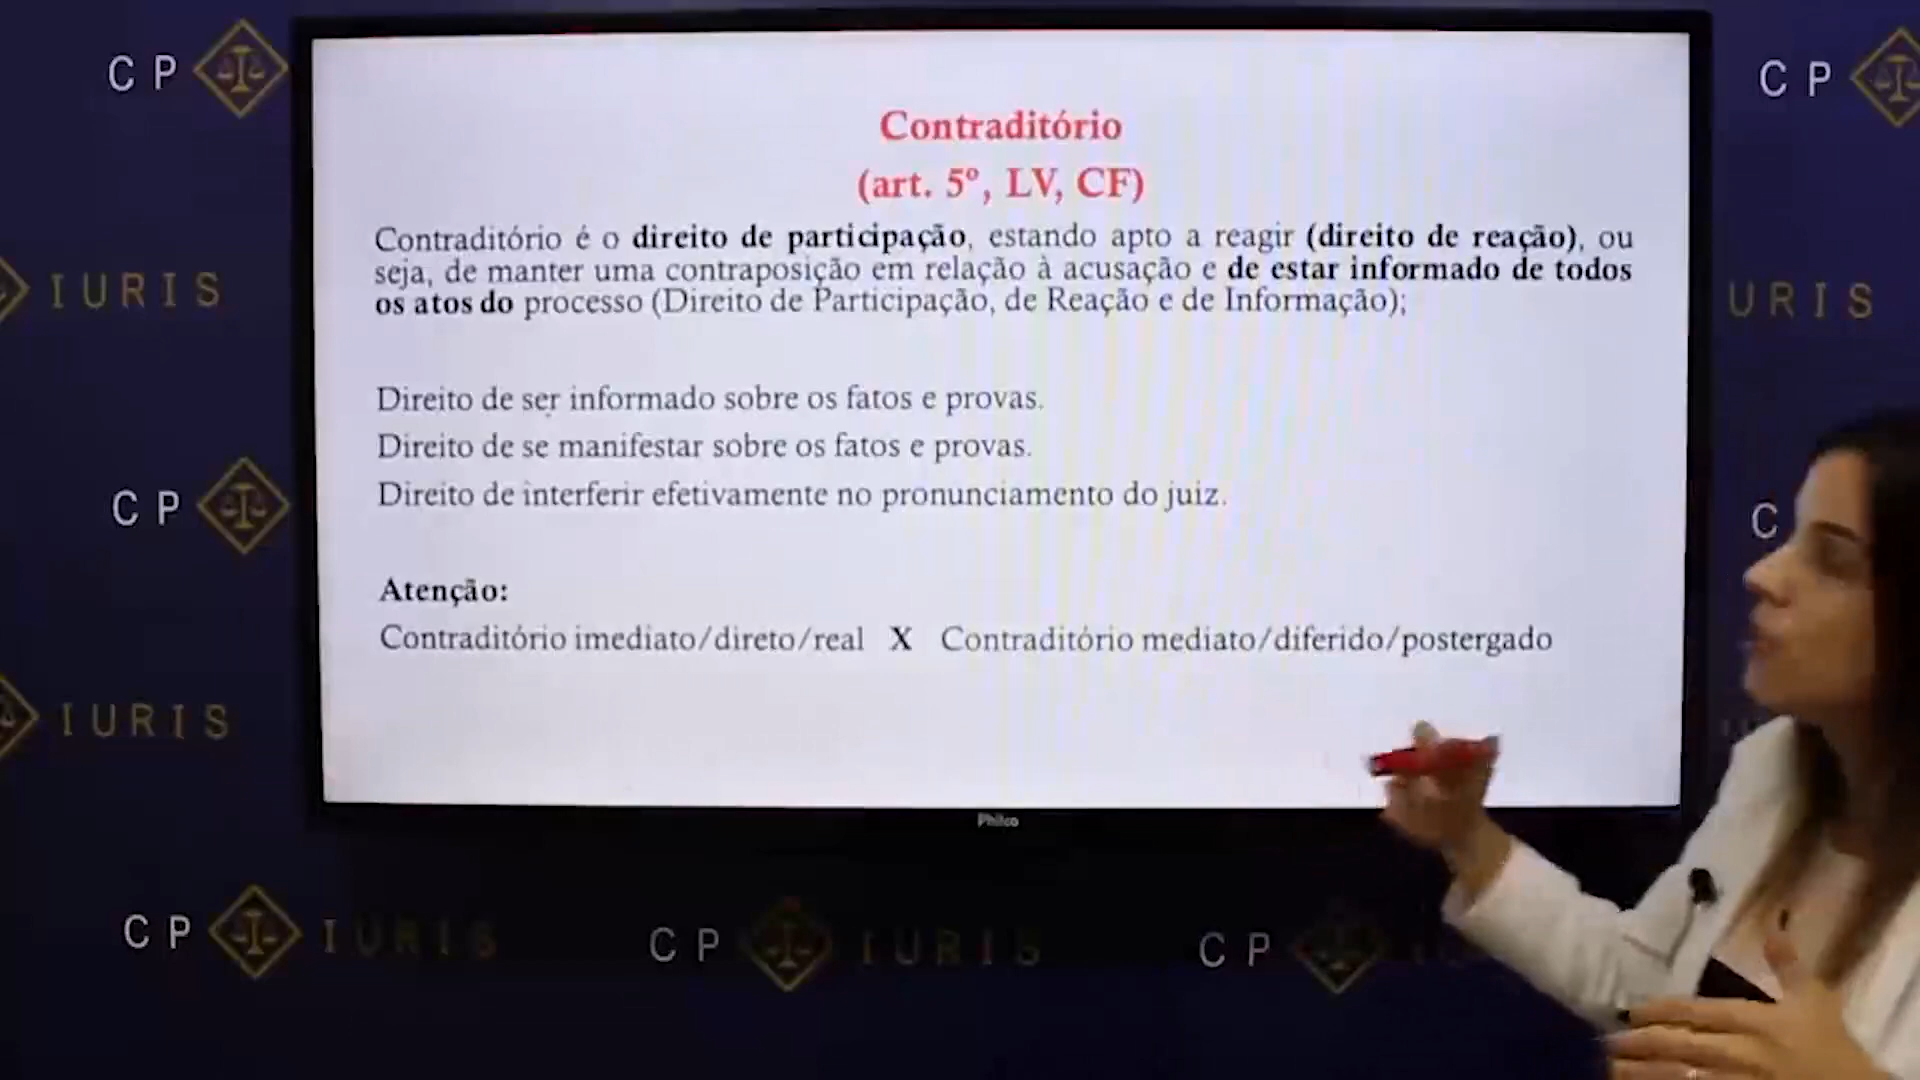 CP
CP
Contraditório
(art. 5º, LV, CF)
Contraditório é o direito de participação, estando apto a reagir (direito de reação), ou
seja, de manter uma contraposição em relação à acusação e de estar informado de todos
os atos do processo (Direito de Participação, de Reação e de Informação);
IURIS
URIS
Direito de ser informado sobre os fatos e provas.
Direito de se manifestar sobre os fatos e provas.
Direito de interferir efetivamente no pronunciamento do juiz.
CP
C
Atenção:
Contraditório imediato/direto/real X Contraditório mediato/diferido/postergado
IURIS
Philco
CP IURIS
CP IURIS
CP